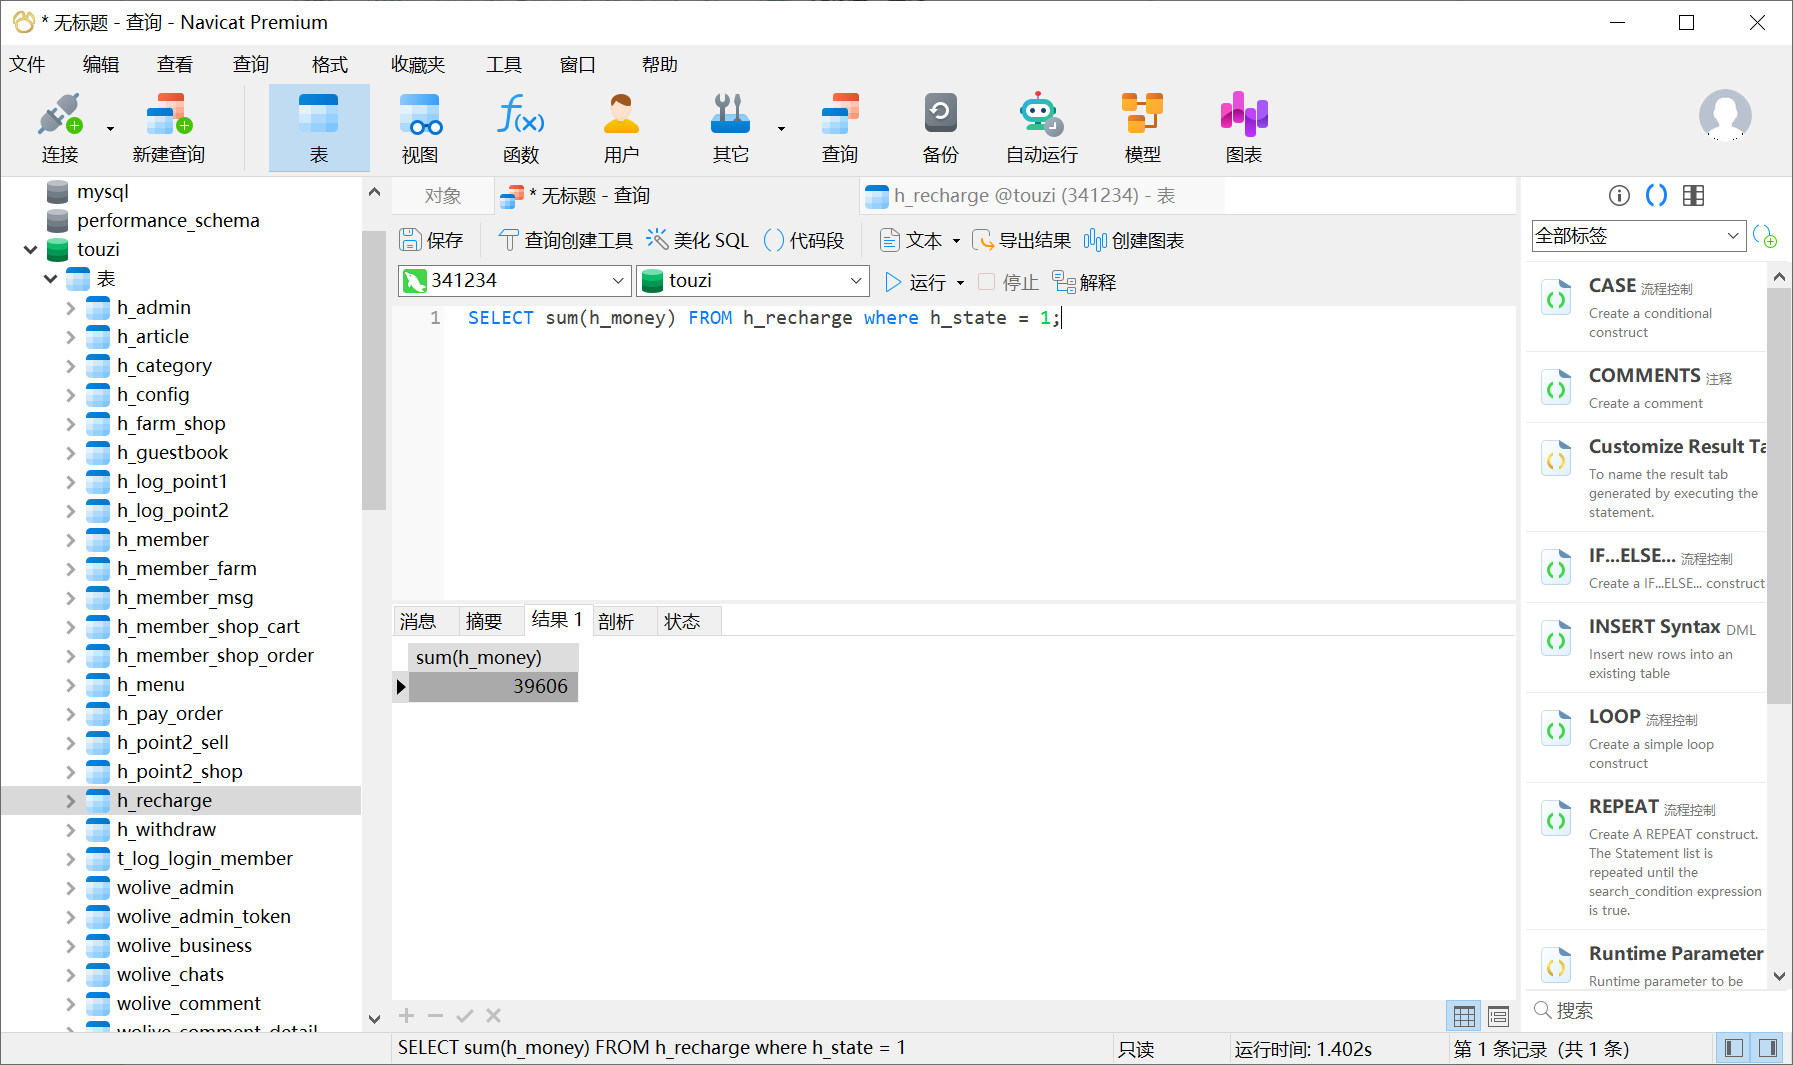 * 无标题 - 查询 - Navicat Premium
文件 编辑 查看 查询 格式 收藏夹 工具 窗口 帮助
连接 新建查询 表 视图 函数 用户 其它 查询 备份 自动运行 模型 图表
mysql
performance_schema
touzi
表
h_admin
h_article
h_category
h_config
h_farm_shop
h_guestbook
h_log_point1
h_log_point2
h_member
h_member_farm
h_member_msg
h_member_shop_cart
h_member_shop_order
h_menu
h_pay_order
h_point2_sell
h_point2_shop
h_recharge
h_withdraw
t_log_login_member
wolive_admin
wolive_admin_token
wolive_business
wolive_chats
wolive_comment
wolive_comment_detail
对象 * 无标题 - 查询 h_recharge @touzi (341234) - 表
保存 查询创建工具 美化 SQL ( ) 代码段 文本 导出结果 创建图表
341234 touzi 运行 停止 解释
1 SELECT sum(h_money) FROM h_recharge where h_state = 1;
消息 摘要 结果 1 剖析 状态
sum(h_money)
39606
SELECT sum(h_money) FROM h_recharge where h_state = 1 只读 运行时间: 1.402s 第 1 条记录 (共 1 条)
全部标签
CASE 流程控制
Create a conditional
construct
COMMENTS 注释
Create a comment
Customize Result Ta
To name the result tab
generated by executing the
statement.
IF...ELSE... 流程控制
Create a IF...ELSE... construct
INSERT Syntax DML
Insert new rows into an
existing table
LOOP 流程控制
Create a simple loop
construct
REPEAT 流程控制
Create A REPEAT construct.
The Statement list is
repeated until the
search_condition expression
is true.
Runtime Parameter
Runtime parameter to be
搜索